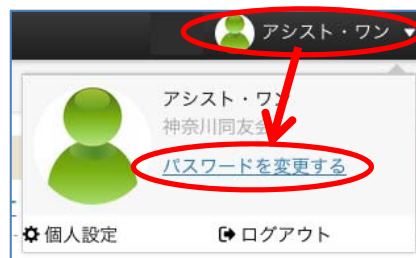 アシスト・ワン ▼
アシスト・ワン
神奈川同友会
パスワードを変更する
個人設定
ログアウト